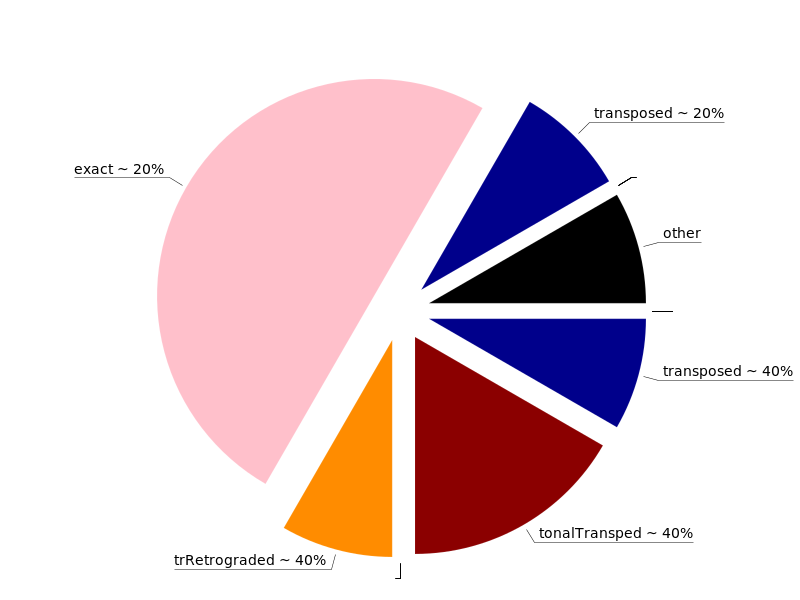 transposed ~ 20%
exact ~ 20%
other
transposed ~ 40%
tonalTransped ~ 40%
trRetrograded ~ 40%